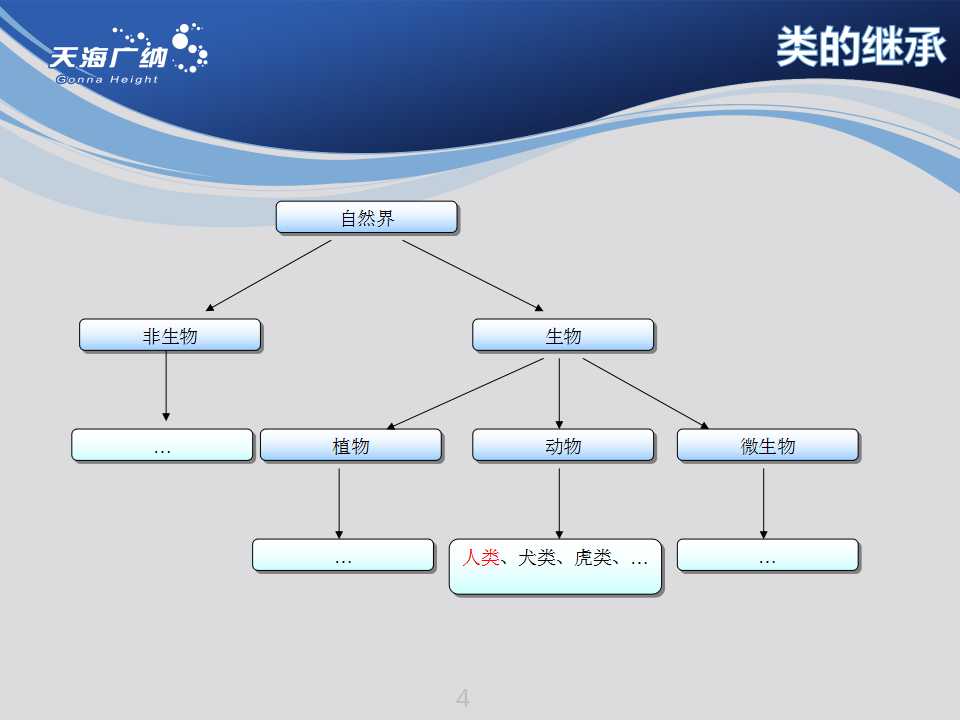 天海广纳
Gonna Height
类的继承
自然界
非生物
生物
…
植物
动物
微生物
…
人类、犬类、虎类、…
…
4